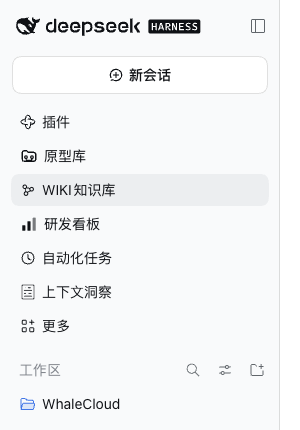 deepseek HARNESS
新会话
插件
原型库
WIKI知识库
研发看板
自动化任务
上下文洞察
更多
工作区
WhaleCloud